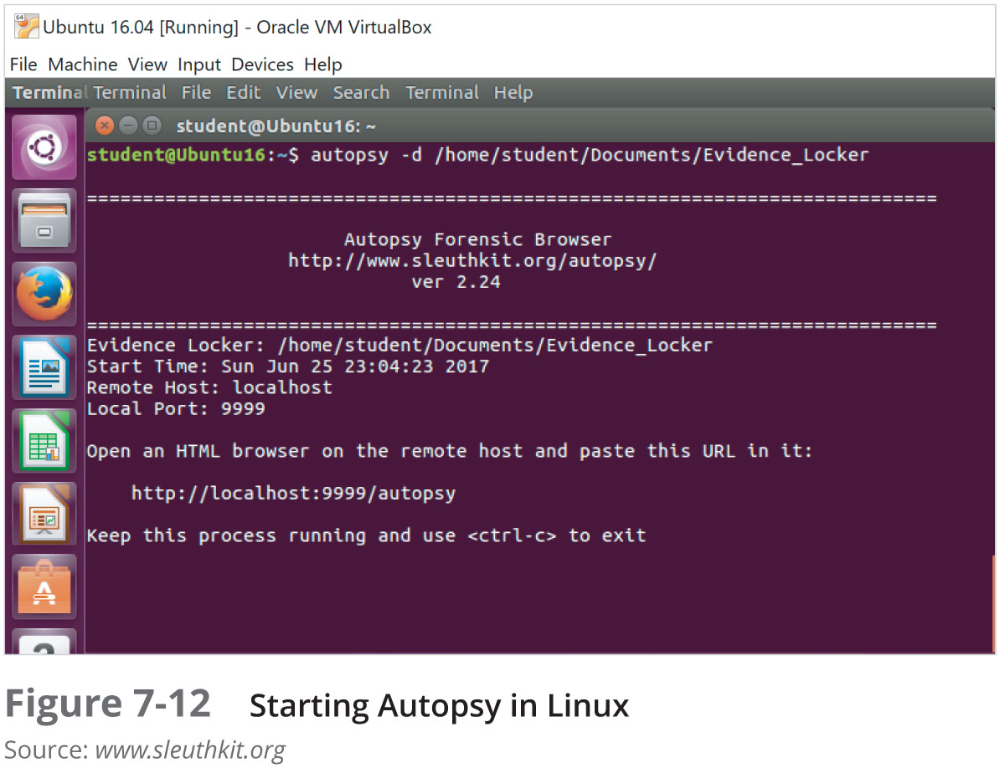 64
Ubuntu 16.04 [Running] - Oracle VM VirtualBox
File Machine View Input Devices Help
Terminal Terminal File Edit View Search Terminal Help
student@Ubuntu16: ~
student@Ubuntu16:~$ autopsy -d /home/student/Documents/Evidence_Locker
============================================================================
Autopsy Forensic Browser
http://www.sleuthkit.org/autopsy/
ver 2.24
============================================================================
Evidence Locker: /home/student/Documents/Evidence_Locker
Start Time: Sun Jun 25 23:04:23 2017
Remote Host: localhost
Local Port: 9999
Open an HTML browser on the remote host and paste this URL in it:
http://localhost:9999/autopsy
Keep this process running and use <ctrl-c> to exit
Figure 7-12 Starting Autopsy in Linux
Source: www.sleuthkit.org